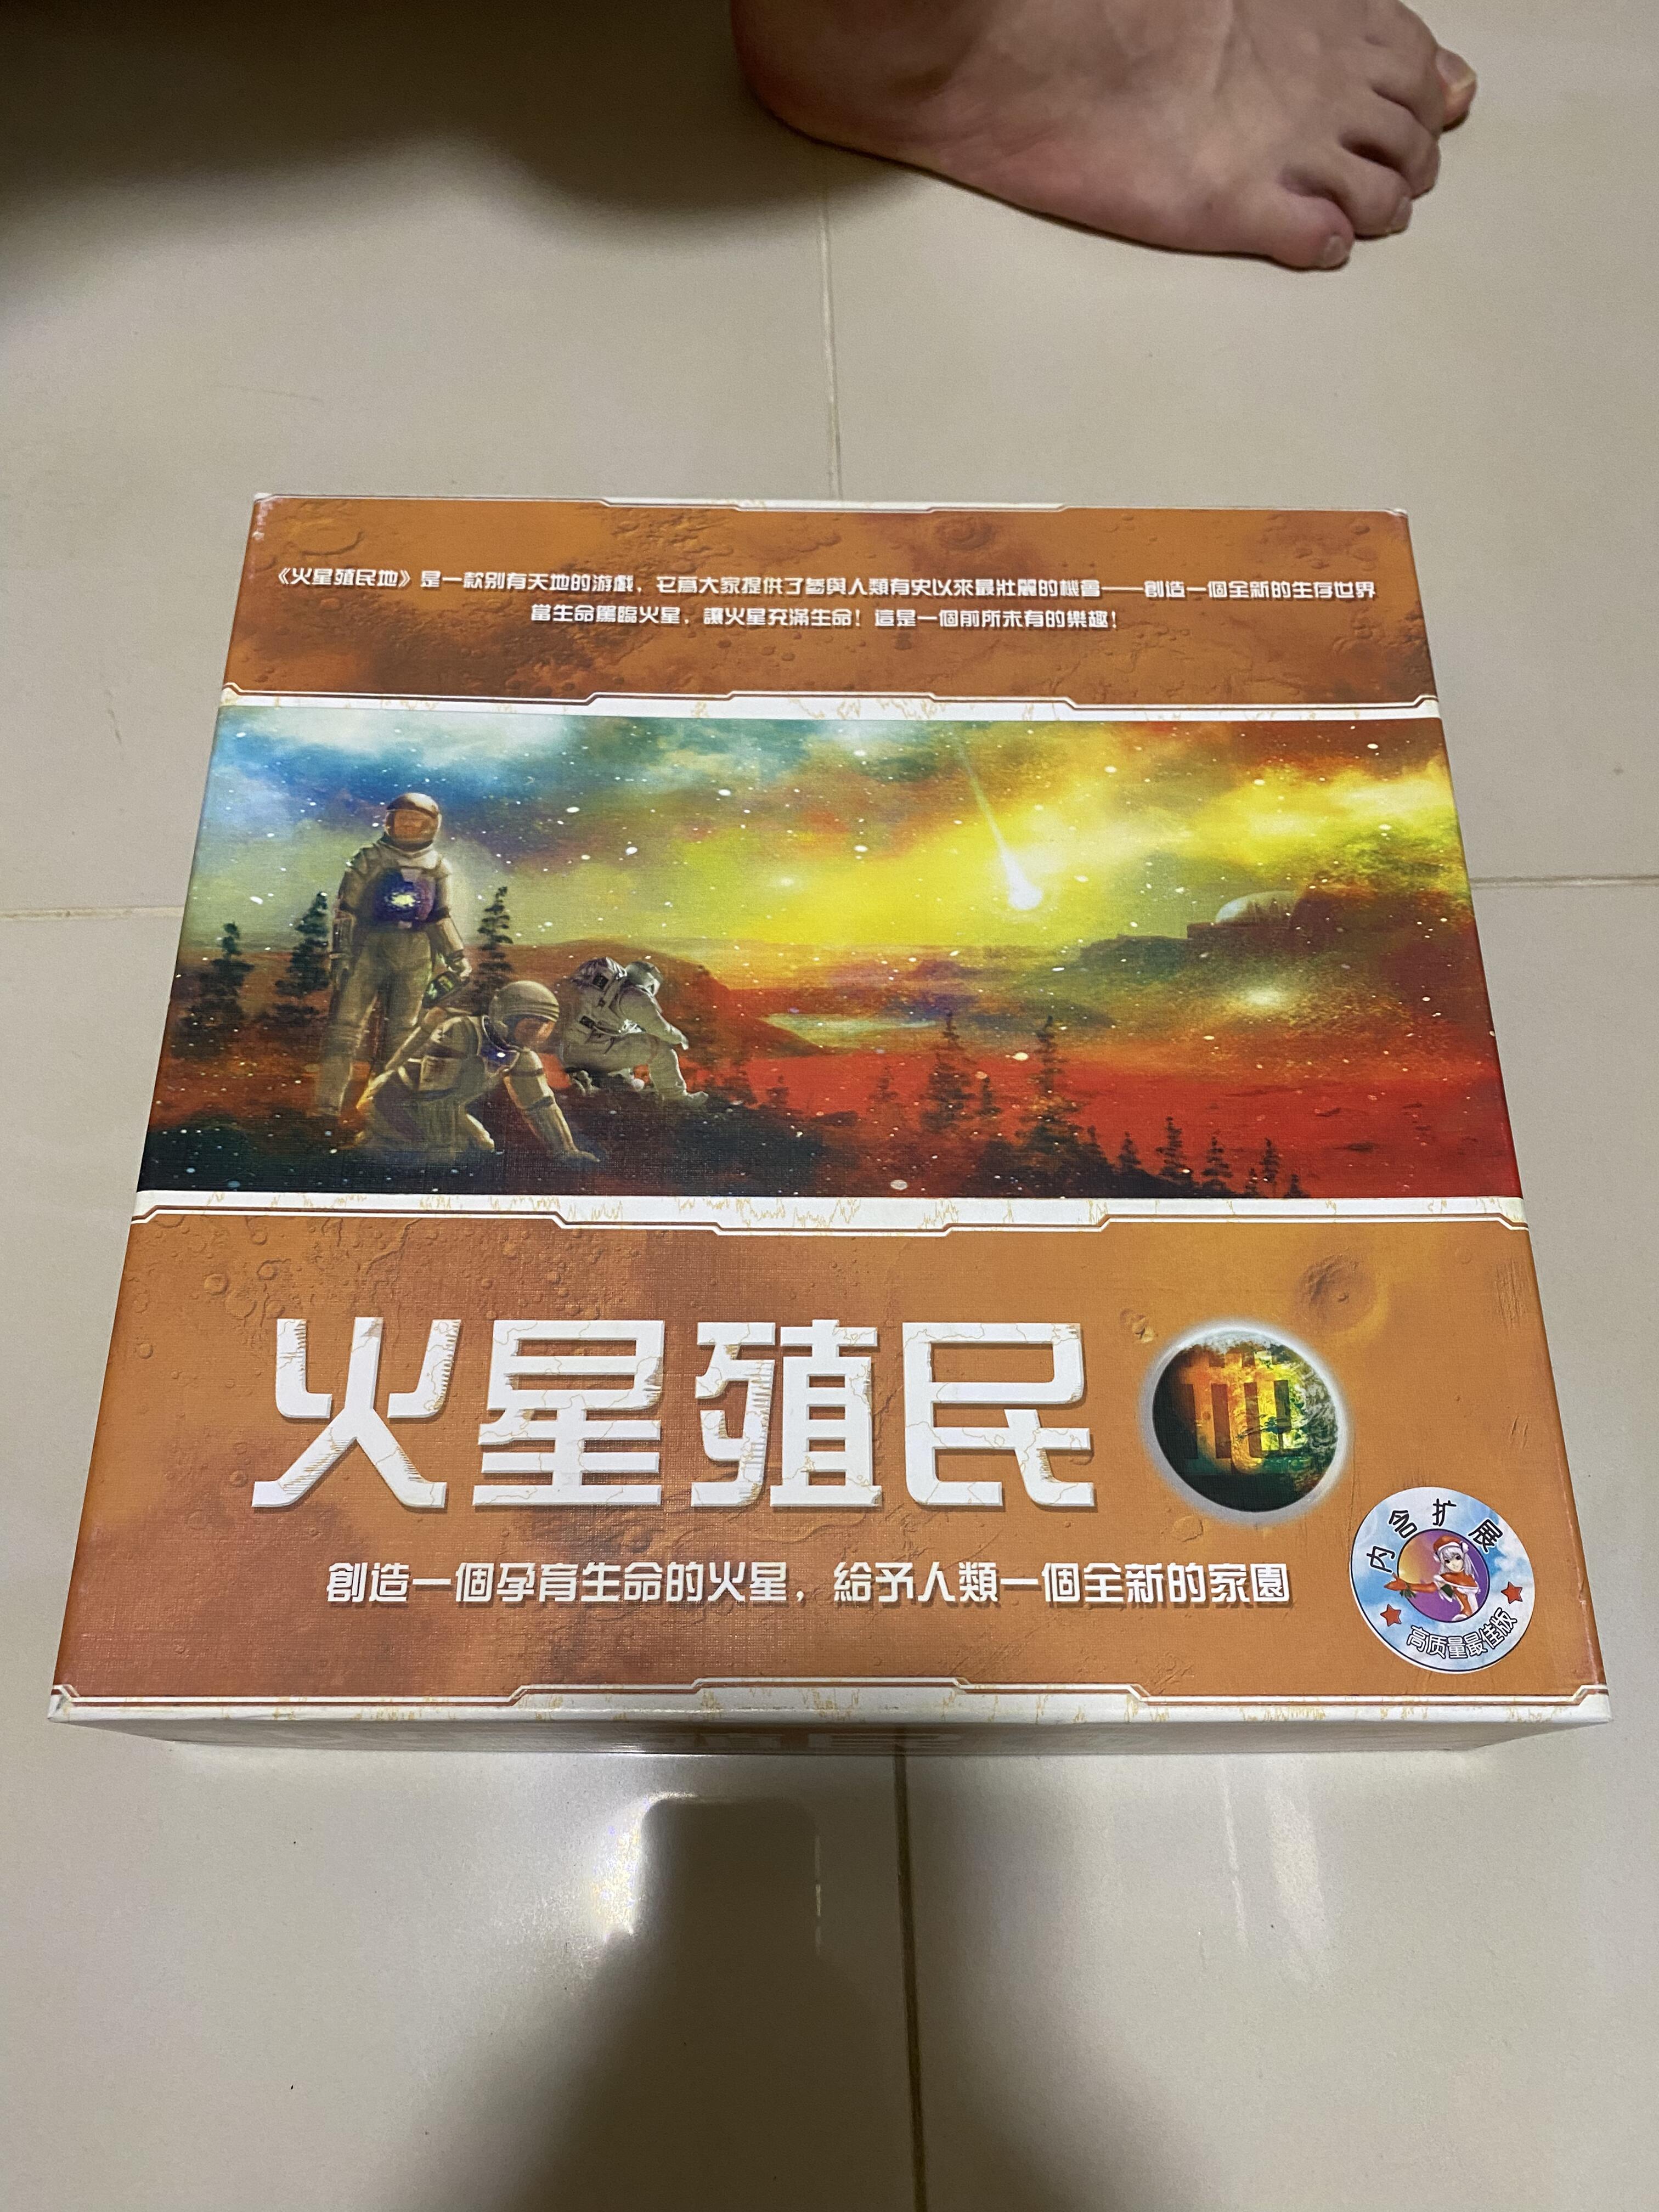 《火星殖民地》是一款别有天地的游戲，它爲大家提供了參與人類有史以來最壯麗的機會——創造一個全新的生存世界
當生命駕臨火星，讓火星充滿生命！這是一個前所未有的樂趣！
火星殖民地
創造一個孕育生命的火星，給予人類一個全新的家園
内含扩展
高质量最佳版